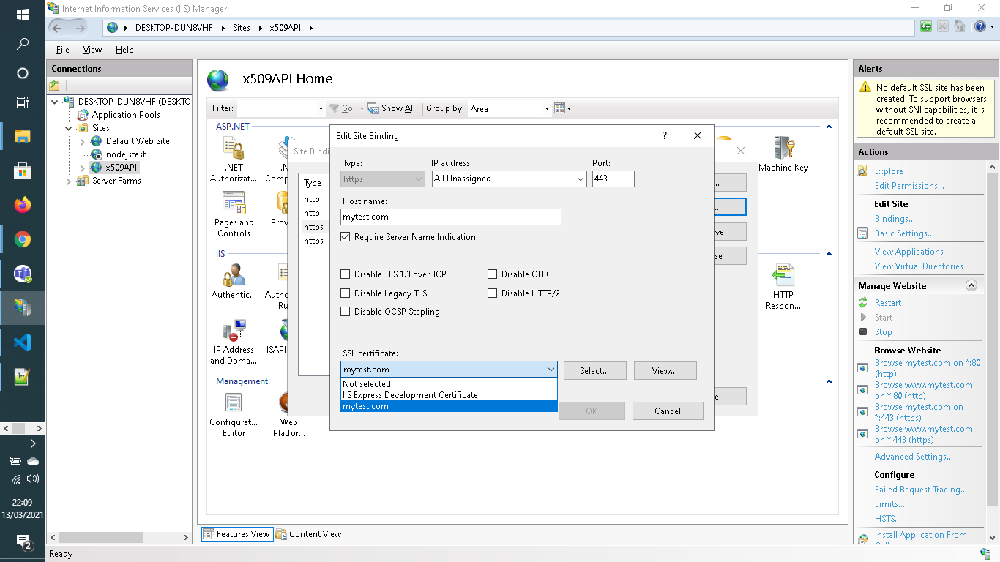 Internet Information Services (IIS) Manager
DESKTOP-DUN8VHF
Sites
x509API
File
View
Help
Connections
DESKTOP-DUN8VHF (DESKTO
Application Pools
Sites
Default Web Site
nodejstest
x509API
Server Farms
x509API Home
Filter:
Go
Show All
Group by:
Area
ASP.NET
.NET
Authorizat...
Comp
Machine Key
Pages and
Controls
Prov
IIS
Authentic...
Autho
Ru
HTTP
Respon...
IP Address
and Doma...
ISAPI
Management
Configurat...
Editor
Web
Platfor...
Site Bindi
Type
http
http
https
https
...
...
ve
se
e
Edit Site Binding
?
Type:
IP address:
Port:
https
All Unassigned
443
Host name:
mytest.com
Require Server Name Indication
Disable TLS 1.3 over TCP
Disable QUIC
Disable Legacy TLS
Disable HTTP/2
Disable OCSP Stapling
SSL certificate:
mytest.com
Select...
View...
Not selected
IIS Express Development Certificate
mytest.com
OK
Cancel
Features View
Content View
Alerts
No default SSL site has been
created. To support browsers
without SNI capabilities, it is
recommended to create a
default SSL site.
Actions
Explore
Edit Permissions...
Edit Site
Bindings...
Basic Settings...
View Applications
View Virtual Directories
Manage Website
Restart
Start
Stop
Browse Website
Browse mytest.com on *:80
(http)
Browse www.mytest.com
on *:80 (http)
Browse mytest.com on
*:443 (https)
Browse www.mytest.com
on *:443 (https)
Advanced Settings...
Configure
Failed Request Tracing...
Limits...
HSTS...
Install Application From
Ready
22:09
13/03/2021
2